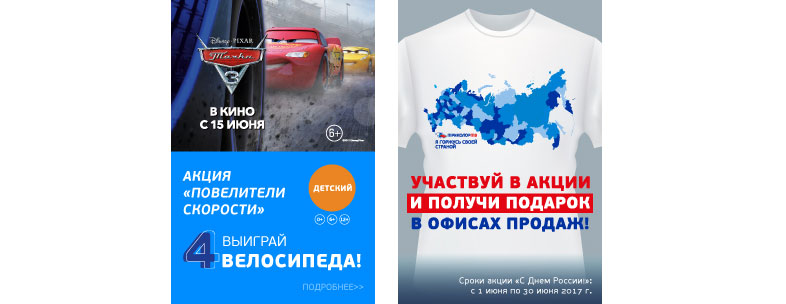 Disney · PIXAR
Тачки
3
В КИНО
С 15 ИЮНЯ
6+
АКЦИЯ
«ПОВЕЛИТЕЛИ
СКОРОСТИ»
ДЕТСКИЙ
0+ 6+ 12+
4 ВЫИГРАЙ
ВЕЛОСИПЕДА!
ПОДРОБНЕЕ>>
ТРИКОЛОР ТВ
Я ГОРЖУСЬ СВОЕЙ
СТРАНОЙ
УЧАСТВУЙ В АКЦИИ
И ПОЛУЧИ ПОДАРОК
В ОФИСАХ ПРОДАЖ!
Сроки акции «С Днем России!»:
с 1 июня по 30 июня 2017 г.